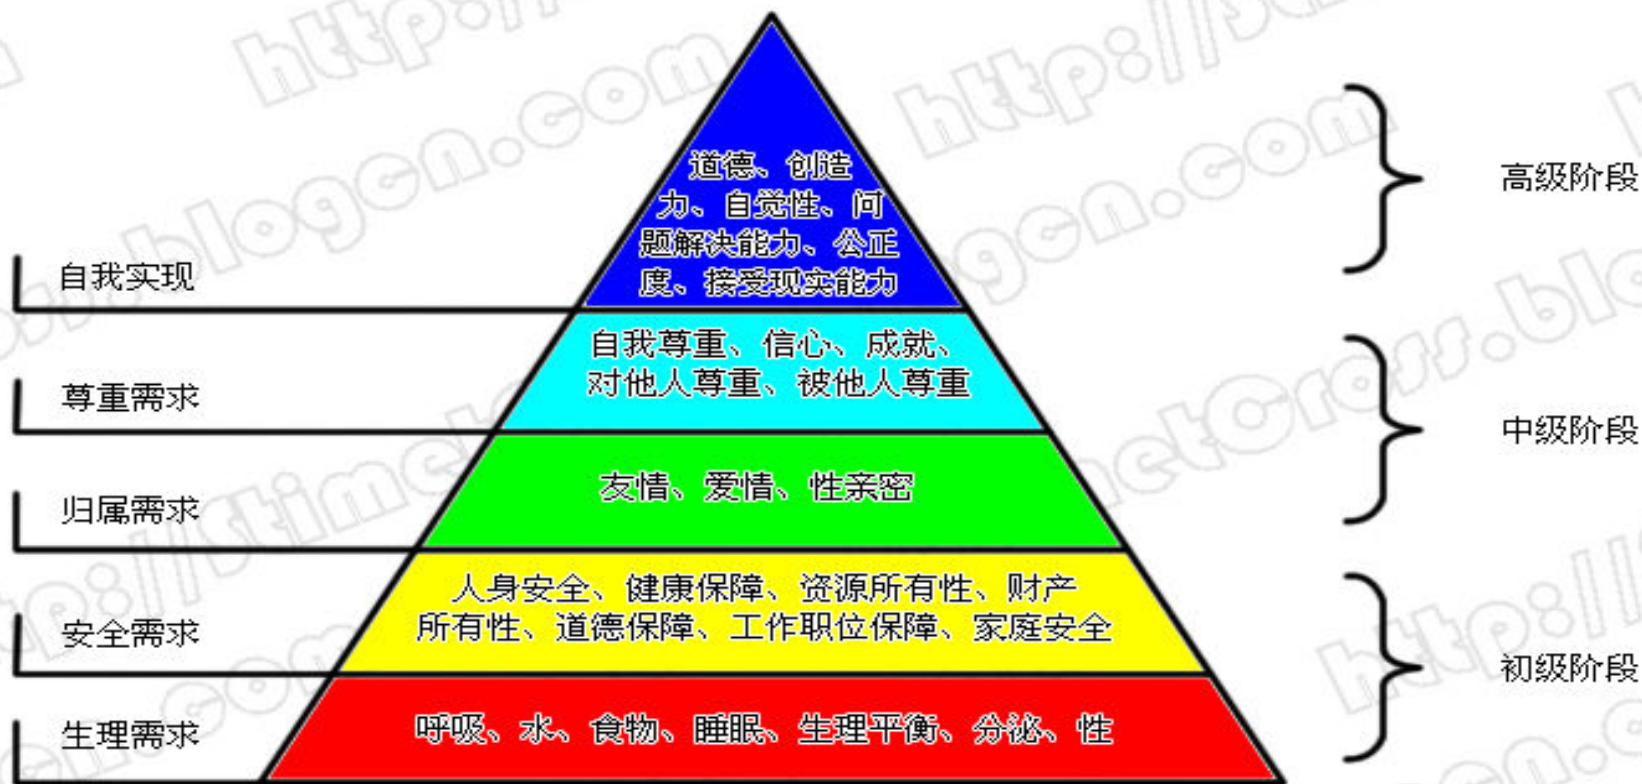 道德、创造
力、自觉性、问
题解决能力、公正
度、接受现实能力
高级阶段
自我实现
自我尊重、信心、成就、
对他人尊重、被他人尊重
尊重需求
中级阶段
友情、爱情、性亲密
归属需求
人身安全、健康保障、资源所有性、财产
所有性、道德保障、工作职位保障、家庭安全
安全需求
初级阶段
呼吸、水、食物、睡眠、生理平衡、分泌、性
生理需求